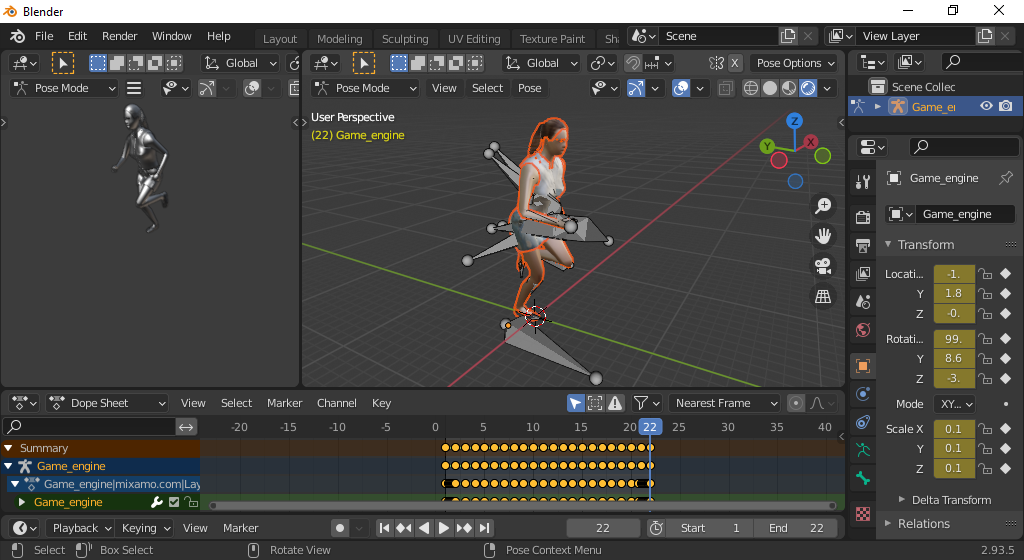 Blender
File Edit Render Window Help Layout Modeling Sculpting UV Editing Texture Paint Sh Scene View Layer
Global Global Pose Options X
Pose Mode Pose Mode View Select Pose
Scene Collec
Game_er
User Perspective
(22) Game_engine
Z
Y X
Game_engine
Game_engine
Transform
Locati... -1.
Y 1.8
Z -0.
Rotati... 99.
Y 8.6
Z -3.
Mode XY...
Scale X 0.1
Y 0.1
Z 0.1
Delta Transform
Relations
Dope Sheet View Select Marker Channel Key Nearest Frame
-20 -15 -10 -5 0 5 10 15 20 22 25 30 35 40
Summary
Game_engine
Game_engine|mixamo.com|Lay
Game_engine
Playback Keying View Marker 22 Start 1 End 22
Select Box Select Rotate View Pose Context Menu 2.93.5